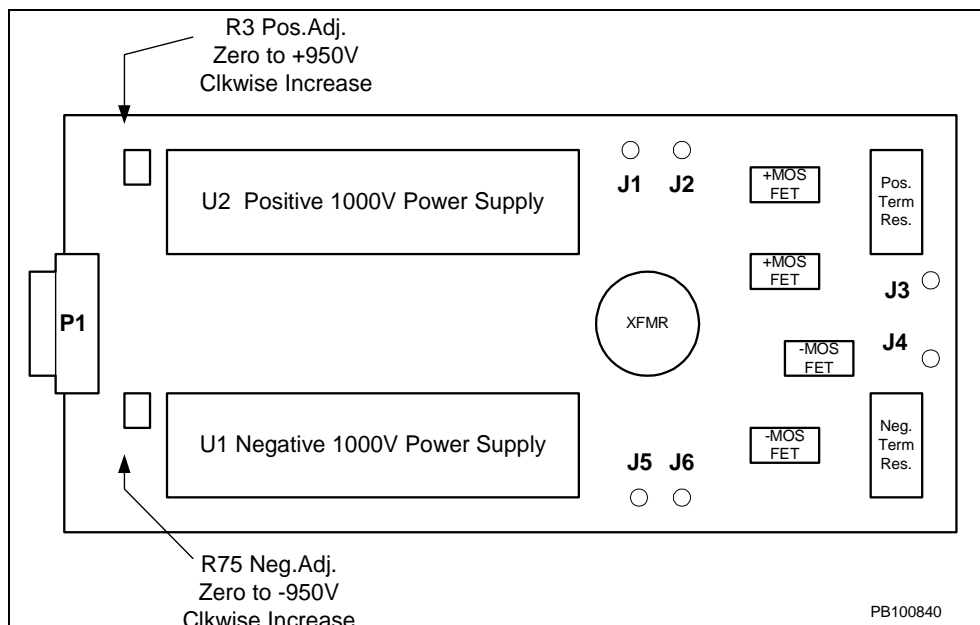 R3 Pos.Adj.
Zero to +950V
Clkwise Increase
U2 Positive 1000V Power Supply
J1 J2
+MOS
FET
Pos.
Term
Res.
+MOS
FET
J3
P1
XFMR
J4
-MOS
FET
U1 Negative 1000V Power Supply
J5 J6
-MOS
FET
Neg.
Term
Res.
R75 Neg.Adj.
Zero to -950V
Clkwise Increase
PB100840